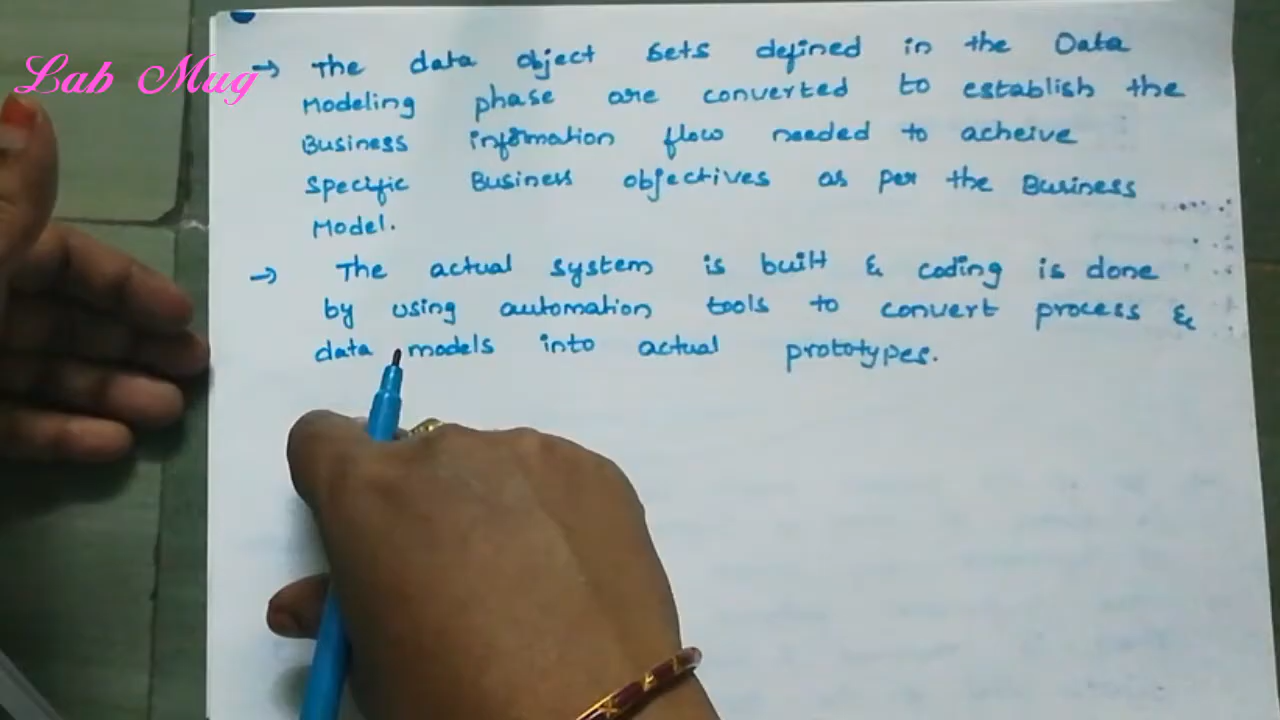 Lab Mug
→ The data object sets defined in the Data
Modeling phase are converted to establish the
Business information flow needed to acheive
specific Business objectives as per the Business
Model.
→ The actual system is built & coding is done
by using automation tools to convert process &
data models into actual prototypes.